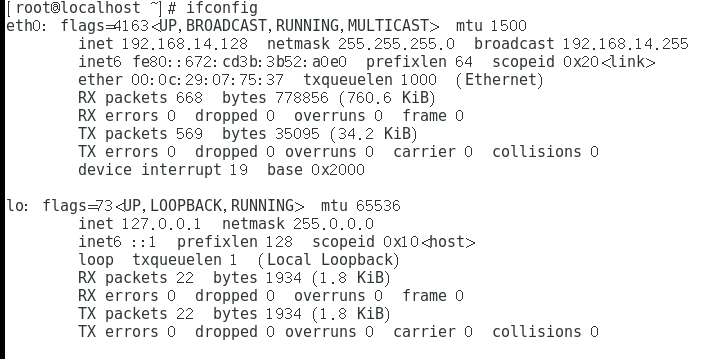 [root@localhost ~]# ifconfig
eth0: flags=4163<UP,BROADCAST,RUNNING,MULTICAST>  mtu 1500
        inet 192.168.14.128  netmask 255.255.255.0  broadcast 192.168.14.255
        inet6 fe80::672:cd3b:3b52:a0e0  prefixlen 64  scopeid 0x20<link>
        ether 00:0c:29:07:75:37  txqueuelen 1000  (Ethernet)
        RX packets 668  bytes 778856 (760.6 KiB)
        RX errors 0  dropped 0  overruns 0  frame 0
        TX packets 569  bytes 35095 (34.2 KiB)
        TX errors 0  dropped 0 overruns 0  carrier 0  collisions 0
        device interrupt 19  base 0x2000
lo: flags=73<UP,LOOPBACK,RUNNING>  mtu 65536
        inet 127.0.0.1  netmask 255.0.0.0
        inet6 ::1  prefixlen 128  scopeid 0x10<host>
        loop  txqueuelen 1  (Local Loopback)
        RX packets 22  bytes 1934 (1.8 KiB)
        RX errors 0  dropped 0  overruns 0  frame 0
        TX packets 22  bytes 1934 (1.8 KiB)
        TX errors 0  dropped 0 overruns 0  carrier 0  collisions 0